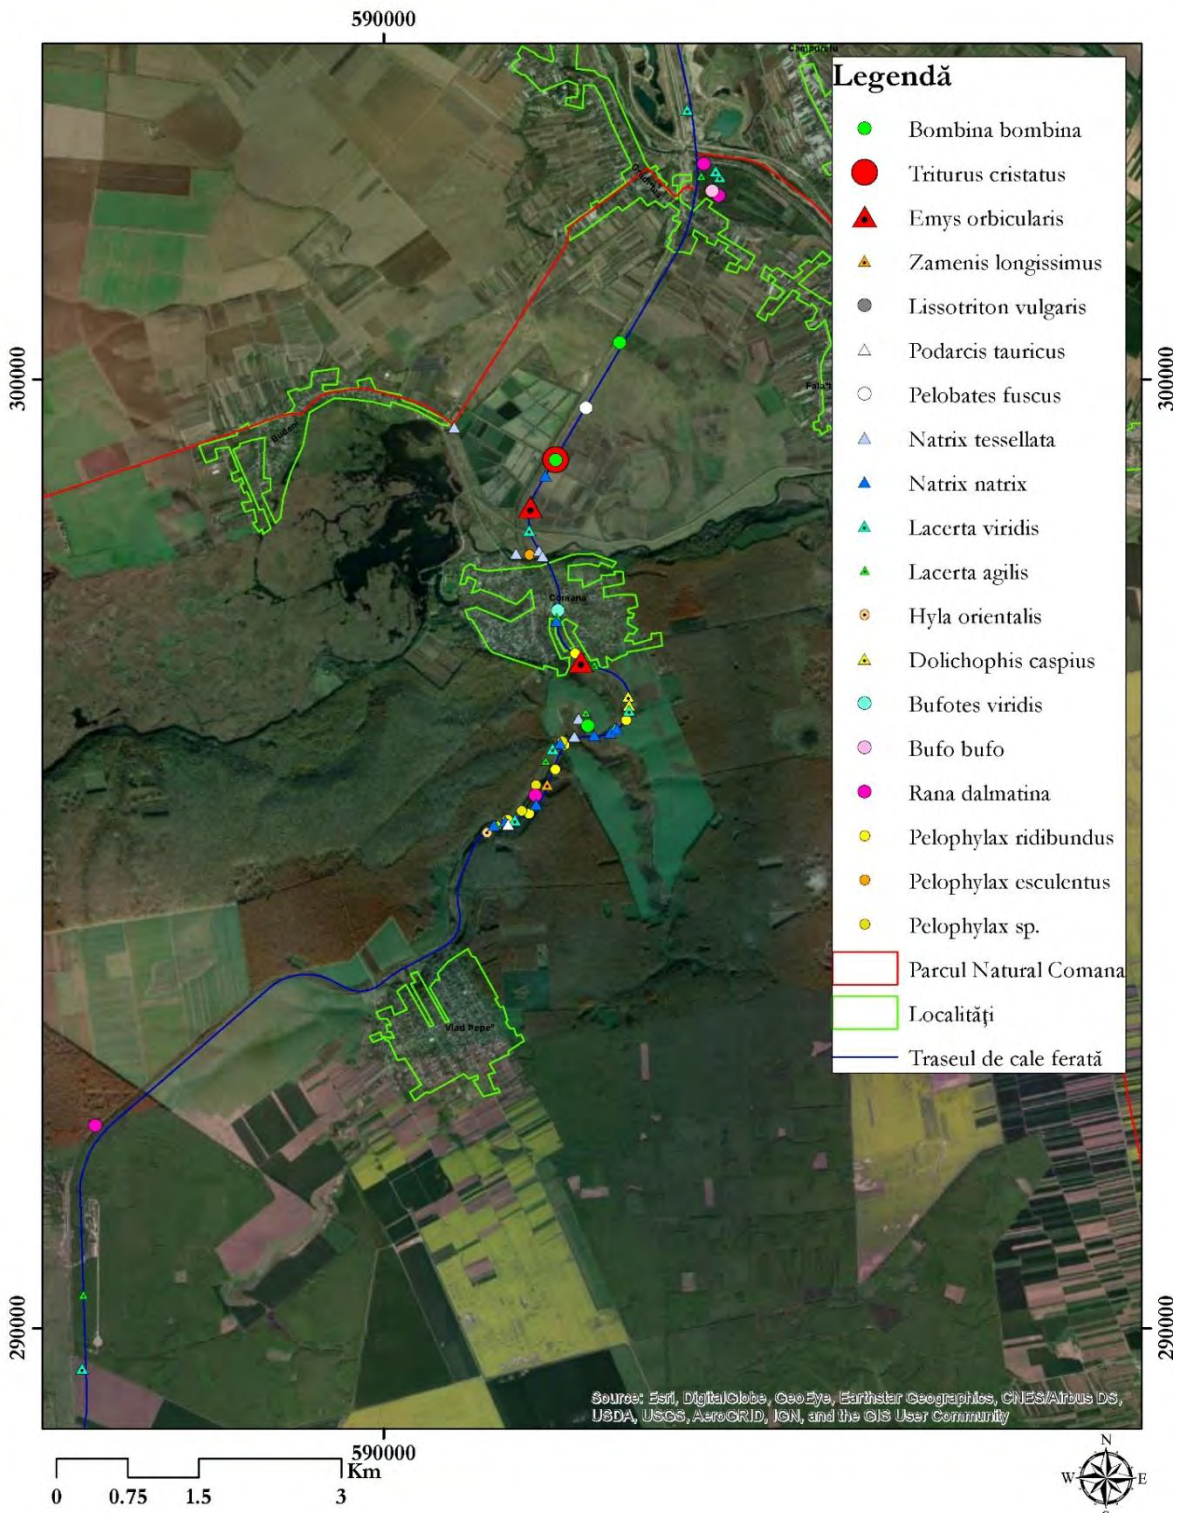 590000
Legendă
Bombina bombina
Triturus cristatus
Emys orbicularis
Zamenis longissimus
Lissotriton vulgaris
Podarcis tauricus
Pelobates fuscus
Natrix tessellata
Natrix natrix
Lacerta viridis
Lacerta agilis
Hyla orientalis
Dolichophis caspius
Bufotes viridis
Bufo bufo
Rana dalmatina
Pelophylax ridibundus
Pelophylax esculentus
Pelophylax sp.
Parcul Natural Comana
Localități
Traseul de cale ferată
300000
300000
Budeni
Comana
Vlad Țepeș
290000
290000
Source: Esri, DigitalGlobe, GeoEye, Earthstar Geographics, CNES/Airbus DS,
USDA, USGS, AeroGRID, IGN, and the GIS User Community
590000
Km
0 0.75 1.5 3
N
W E
S